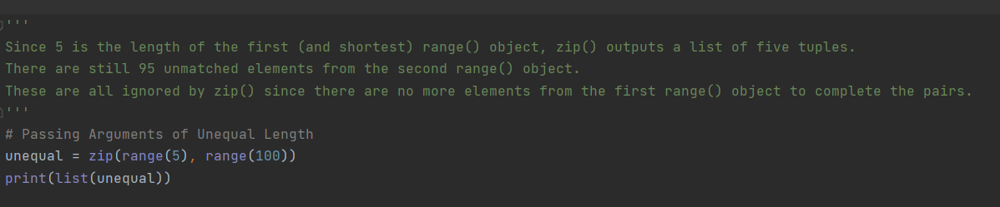 '''
Since 5 is the length of the first (and shortest) range() object, zip() outputs a list of five tuples.
There are still 95 unmatched elements from the second range() object.
These are all ignored by zip() since there are no more elements from the first range() object to complete the pairs.
'''
# Passing Arguments of Unequal Length
unequal = zip(range(5), range(100))
print(list(unequal))